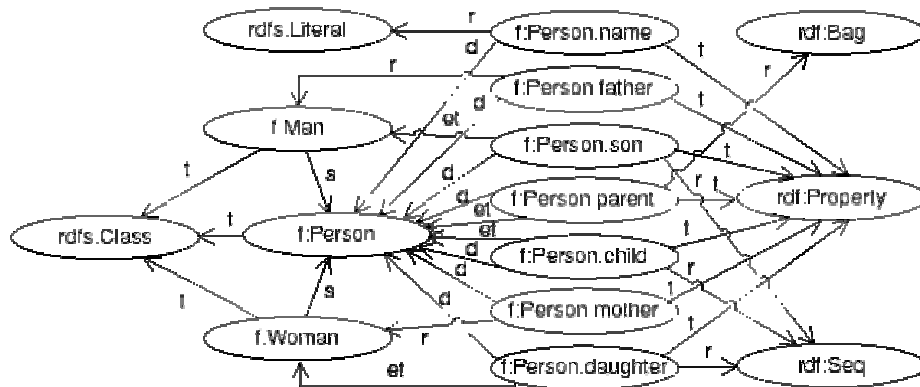 rdfs.Literal
r
f:Person.name
rdf:Bag
d
t
r
r
f:Person father
d
t
f.Man
et
f:Person.son
t
t
s
d
r
t
d
f:Person parent
rdf:Property
et
rdfs.Class
t
f:Person
et
d
f:Person.child
t
r
d
t
s
d
f:Person mother
t
f.Woman
r
t
f:Person.daughter
r
rdf:Seq
et